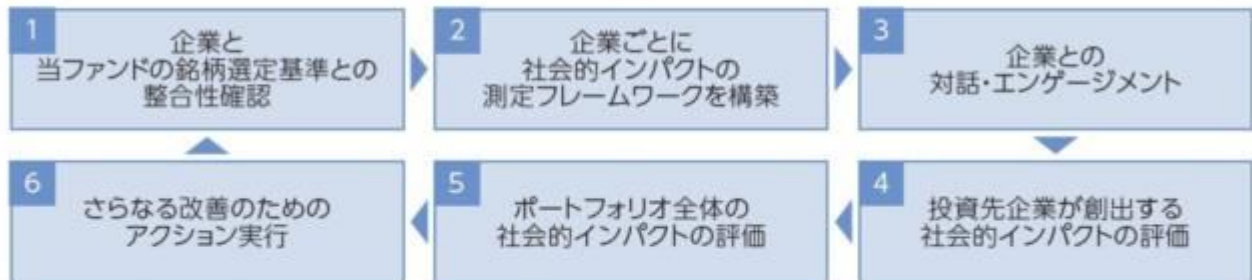 1
企業と
当ファンドの銘柄選定基準との
整合性確認
2
企業ごとに
社会的インパクトの
測定フレームワークを構築
3
企業との
対話・エンゲージメント
4
投資先企業が創出する
社会的インパクトの評価
5
ポートフォリオ全体の
社会的インパクトの評価
6
さらなる改善のための
アクション実行